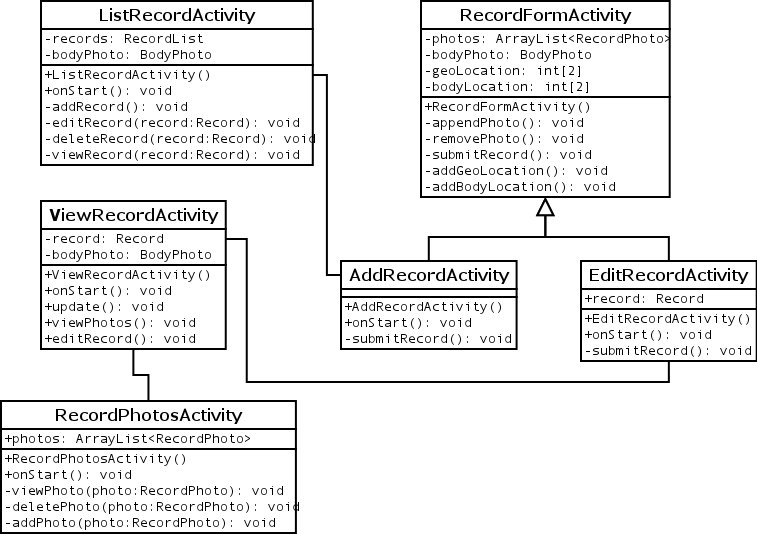 ListRecordActivity
-records: RecordList
-bodyPhoto: BodyPhoto
+ListRecordActivity()
+onStart(): void
-addRecord(): void
-editRecord(record:Record): void
-deleteRecord(record:Record): void
-viewRecord(record:Record): void
RecordFormActivity
-photos: ArrayList<RecordPhoto>
-bodyPhoto: BodyPhoto
-geoLocation: int[2]
-bodyLocation: int[2]
+RecordFormActivity()
-appendPhoto(): void
-removePhoto(): void
-submitRecord(): void
-addGeoLocation(): void
-addBodyLocation(): void
ViewRecordActivity
-record: Record
-bodyPhoto: BodyPhoto
+ViewRecordActivity()
+onStart(): void
+update(): void
+viewPhotos(): void
+editRecord(): void
AddRecordActivity
+AddRecordActivity()
+onStart(): void
-submitRecord(): void
EditRecordActivity
+record: Record
+EditRecordActivity()
+onStart(): void
-submitRecord(): void
RecordPhotosActivity
+photos: ArrayList<RecordPhoto>
+RecordPhotosActivity()
+onStart(): void
-viewPhoto(photo:RecordPhoto): void
-deletePhoto(photo:RecordPhoto): void
-addPhoto(photo:RecordPhoto): void